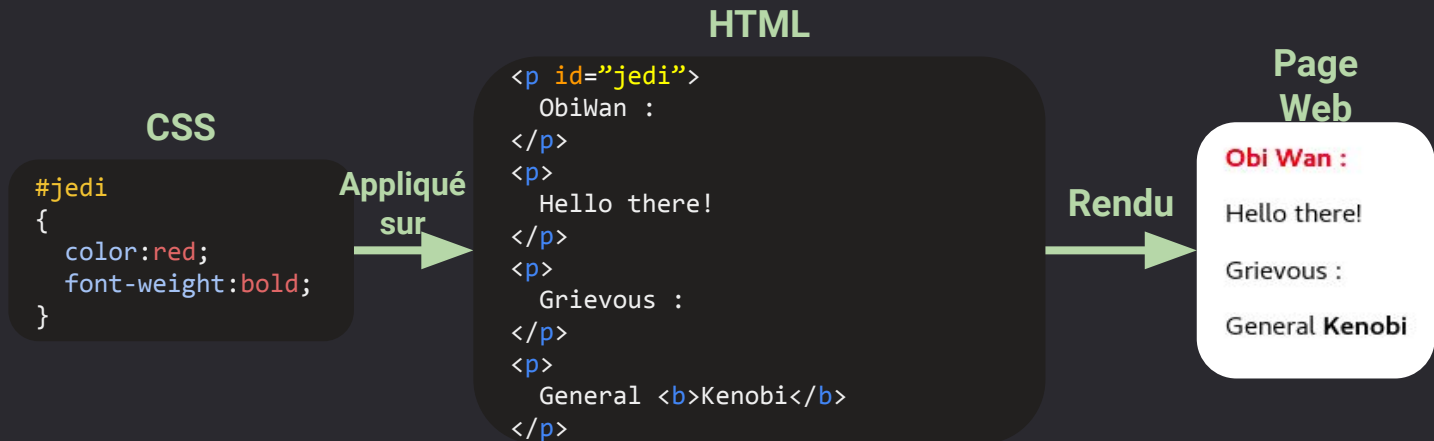 CSS
#jedi
{
  color:red;
  font-weight:bold;
}
Appliqué
sur
HTML
<p id=”jedi”>
  ObiWan :
</p>
<p>
  Hello there!
</p>
<p>
  Grievous :
</p>
<p>
  General <b>Kenobi</b>
</p>
Rendu
Page
Web
Obi Wan :
Hello there!
Grievous :
General Kenobi